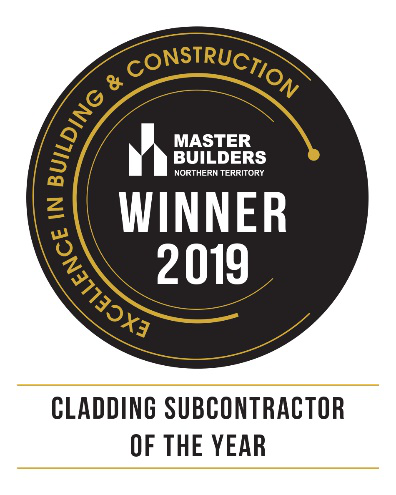 EXCELLENCE IN BUILDING & CONSTRUCTION
MASTER
BUILDERS
NORTHERN TERRITORY
WINNER
2019
CLADDING SUBCONTRACTOR
OF THE YEAR